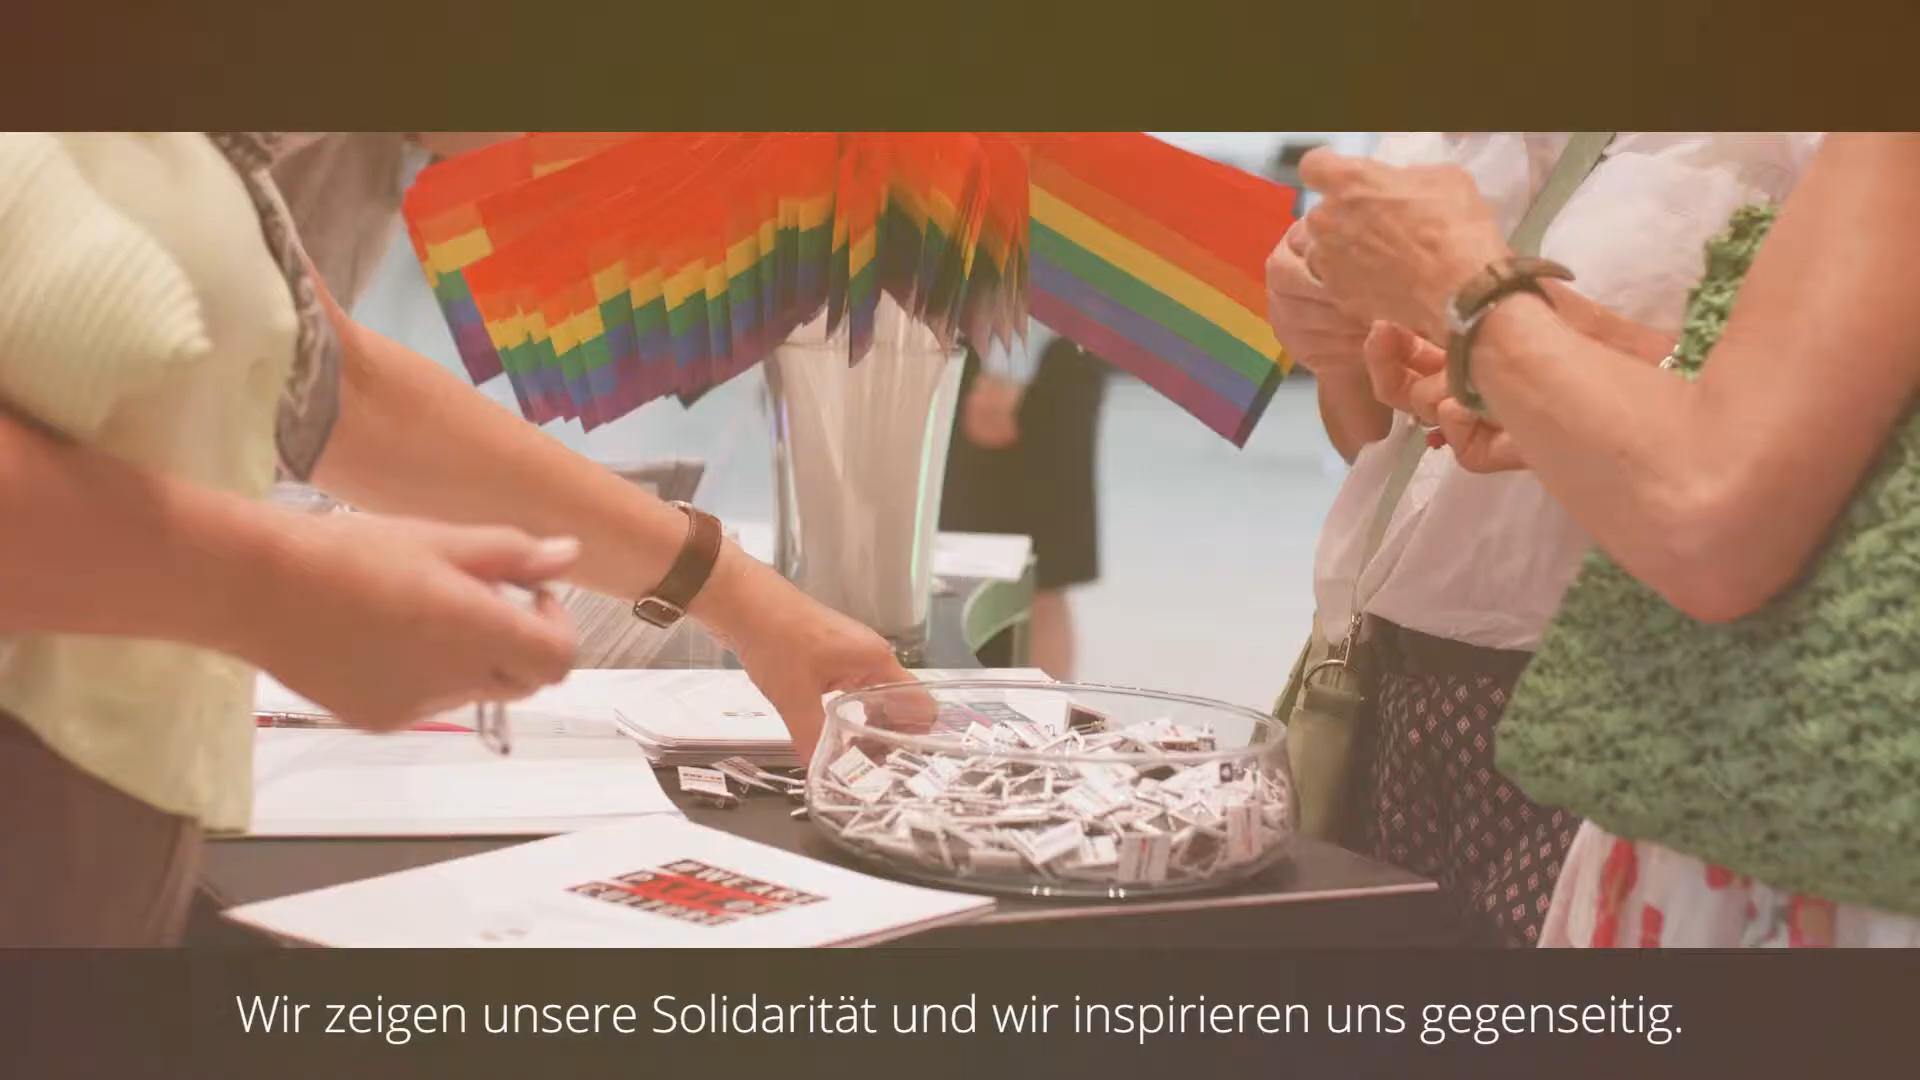 Wir zeigen unsere Solidarität und wir inspirieren uns gegenseitig.